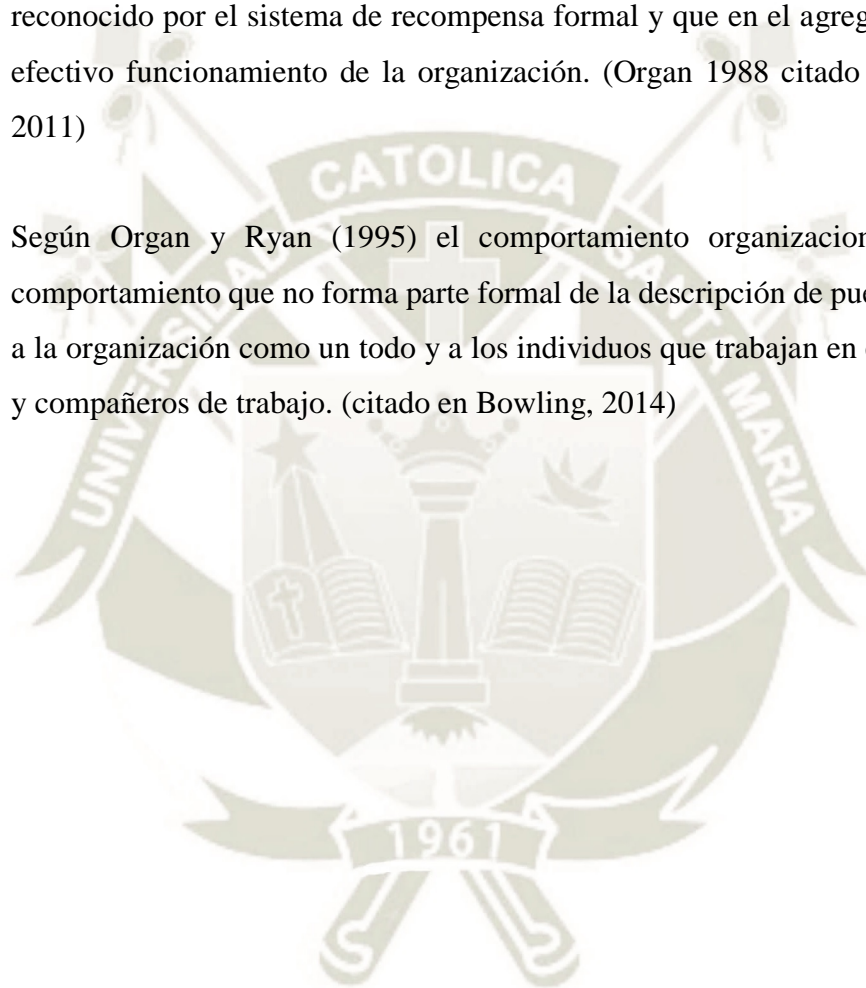 reconocido por el sistema de recompensa formal y que en el
efectivo funcionamiento de la organización. (Organ 1988 citado
2011)
Según Organ y Ryan (1995) el comportamiento
comportamiento que no forma parte formal de la descripción de
a la organización como un todo y a los individuos que trabajan en
y compañeros de trabajo. (citado en Bowling, 2014)
UNIVERSIDAD CATOLICA SANTA MARIA
1961